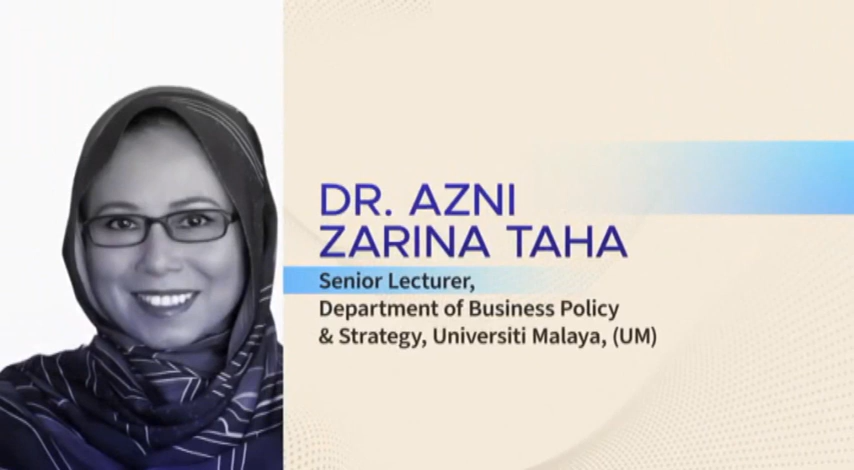 DR. AZNI
ZARINA TAHA
Senior Lecturer,
Department of Business Policy
& Strategy, Universiti Malaya, (UM)